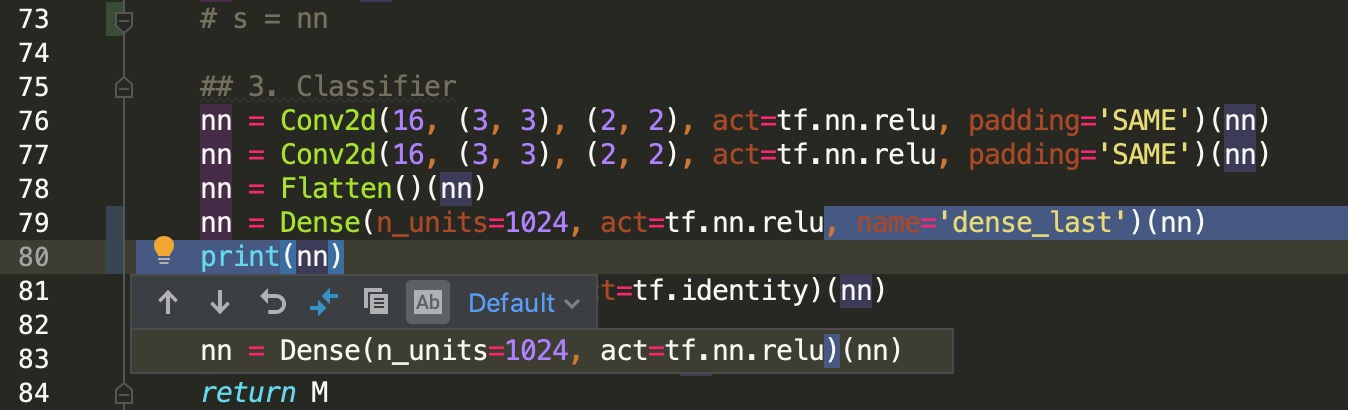 73 # s = nn
74
75 ## 3. Classifier
76 nn = Conv2d(16, (3, 3), (2, 2), act=tf.nn.relu, padding='SAME')(nn)
77 nn = Conv2d(16, (3, 3), (2, 2), act=tf.nn.relu, padding='SAME')(nn)
78 nn = Flatten()(nn)
79 nn = Dense(n_units=1024, act=tf.nn.relu, name='dense_last')(nn)
80 print(nn)
81 t=tf.identity)(nn)
Ab Default
82
83 nn = Dense(n_units=1024, act=tf.nn.relu)(nn)
84 return M